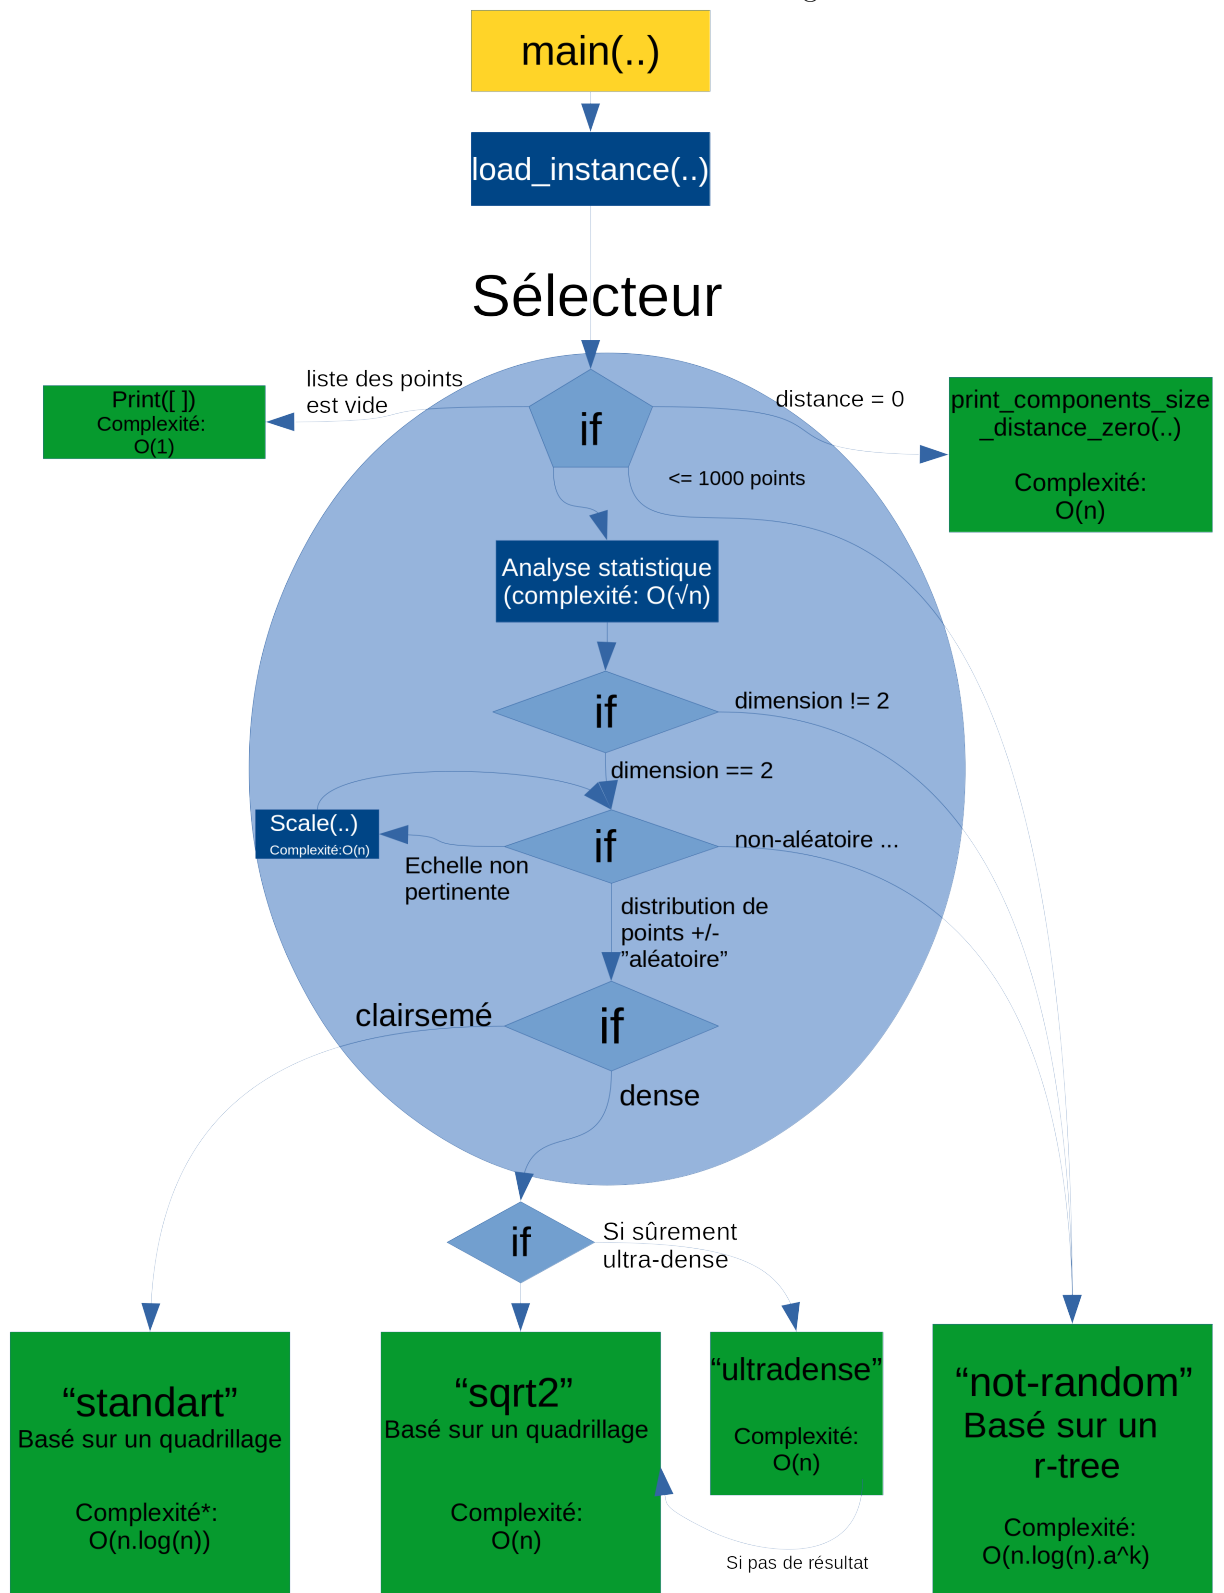 main(..)
load_instance(..)
Sélecteur
liste des points
est vide
Print([ ])
Complexité:
O(1)
if
distance = 0
print_components_size
_distance_zero(..)
Complexité:
O(n)
<= 1000 points
Analyse statistique
(complexité: O(√n)
if
dimension != 2
dimension == 2
Scale(..)
Complexité:O(n)
if
non-aléatoire ...
Echelle non
pertinente
distribution de
points +/-
”aléatoire”
clairsemé
if
dense
if
Si sûrement
ultra-dense
“standart”
Basé sur un quadrillage
Complexité*:
O(n.log(n))
“sqrt2”
Basé sur un quadrillage
Complexité:
O(n)
“ultradense”
Complexité:
O(n)
Si pas de résultat
“not-random”
Basé sur un
r-tree
Complexité:
O(n.log(n).a^k)